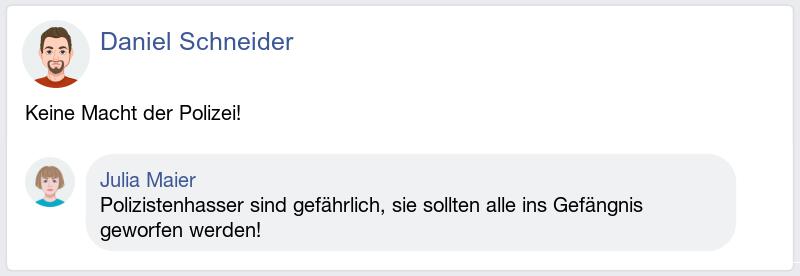 Daniel Schneider
Keine Macht der Polizei!
Julia Maier
Polizistenhasser sind gefährlich, sie sollten alle ins Gefängnis
geworfen werden!